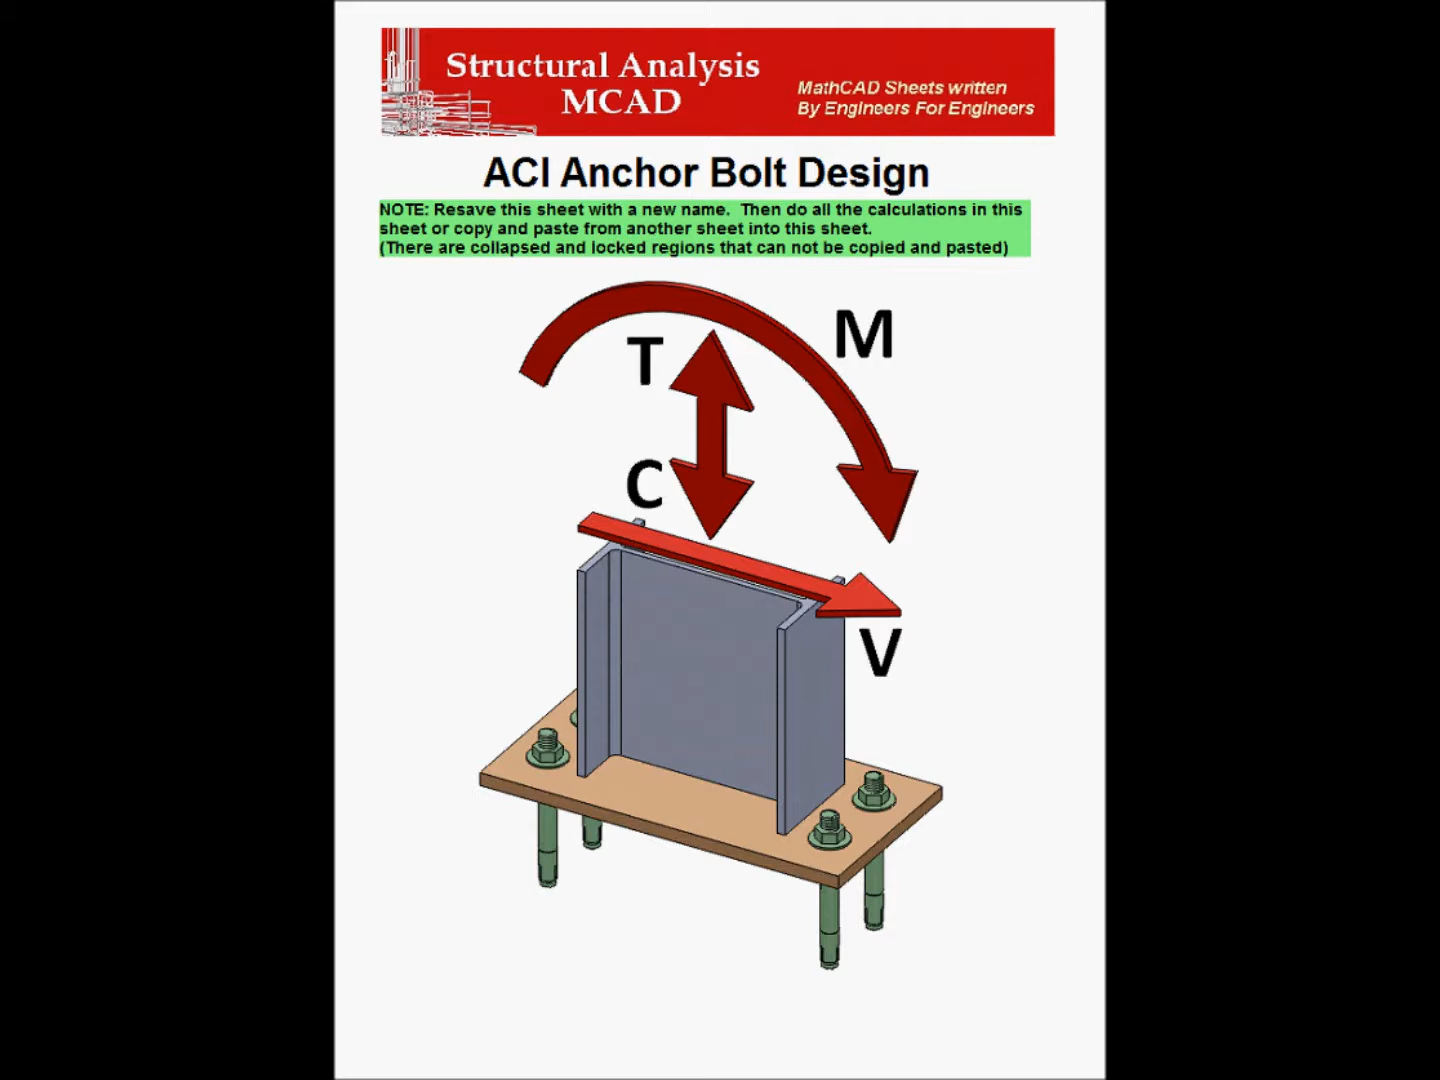 Structural Analysis
MCAD
MathCAD Sheets written
By Engineers For Engineers
ACI Anchor Bolt Design
NOTE: Resave this sheet with a new name. Then do all the calculations in this
sheet or copy and paste from another sheet into this sheet.
(There are collapsed and locked regions that can not be copied and pasted)
M
T
C
V